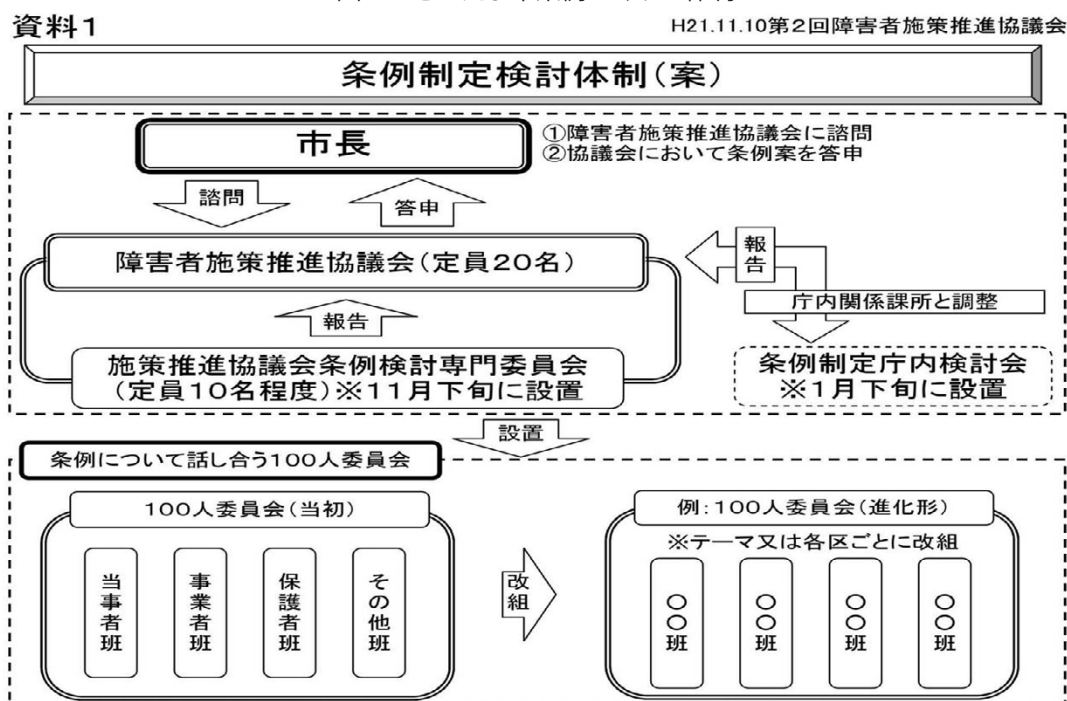 資料1
H21.11.10第2回障害者施策推進協議会
条例制定検討体制(案)
市長
①障害者施策推進協議会に諮問
②協議会において条例案を答申
諮問
答申
障害者施策推進協議会(定員20名)
報告
報告
庁内関係課所と調整
施策推進協議会条例検討専門委員会
(定員10名程度)※11月下旬に設置
条例制定庁内検討会
※1月下旬に設置
設置
条例について話し合う100人委員会
100人委員会(当初)
当事者班
事業者班
保護者班
その他班
改組
例:100人委員会(進化形)
※テーマ又は各区ごとに改組
○○班
○○班
○○班
○○班